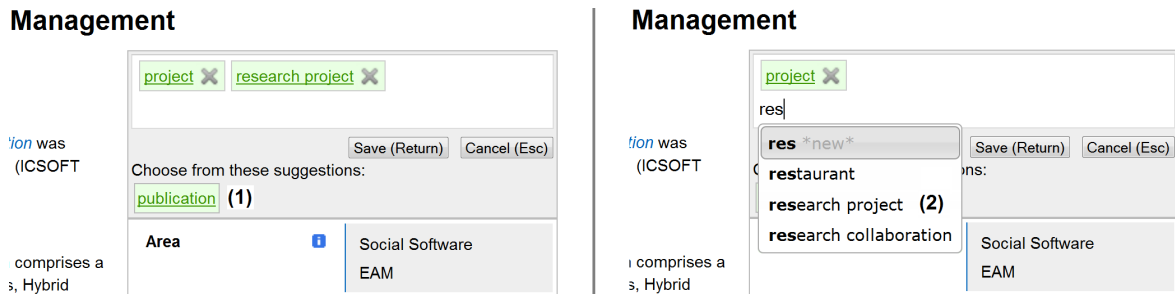 Management
project research project
tion was
(ICSOFT
Save (Return) Cancel (Esc)
Choose from these suggestions:
publication (1)
Area
Social Software
EAM
comprises a
s, Hybrid
Management
project
res
tion was
(ICSOFT
res *new*
restaurant
research project (2)
research collaboration
Save (Return) Cancel (Esc)
ns:
Social Software
EAM
comprises a
s, Hybrid